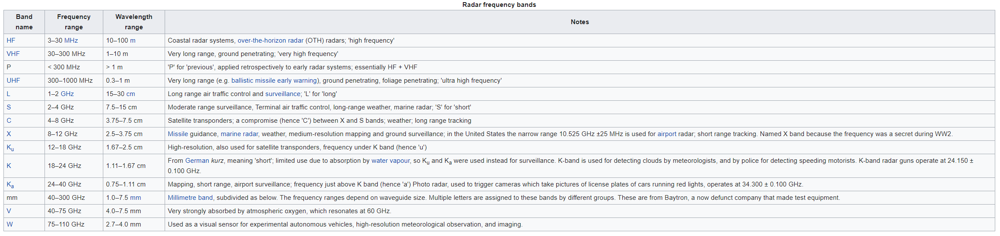 Radar frequency bands
Band name | Frequency range | Wavelength range | Notes
HF | 3–30 MHz | 10–100 m | Coastal radar systems, over-the-horizon radar (OTH) radars; 'high frequency'
VHF | 30–300 MHz | 1–10 m | Very long range, ground penetrating; 'very high frequency'
P | < 300 MHz | > 1 m | 'P' for 'previous', applied retrospectively to early radar systems; essentially HF + VHF
UHF | 300–1000 MHz | 0.3–1 m | Very long range (e.g. ballistic missile early warning), ground penetrating, foliage penetrating; 'ultra high frequency'
L | 1–2 GHz | 15–30 cm | Long range air traffic control and surveillance; 'L' for 'long'
S | 2–4 GHz | 7.5–15 cm | Moderate range surveillance, Terminal air traffic control, long-range weather, marine radar; 'S' for 'short'
C | 4–8 GHz | 3.75–7.5 cm | Satellite transponders; a compromise (hence 'C') between X and S bands; weather; long range tracking
X | 8–12 GHz | 2.5–3.75 cm | Missile guidance, marine radar, weather, medium-resolution mapping and ground surveillance; in the United States the narrow range 10.525 GHz ±25 MHz is used for airport radar; short range tracking. Named X band because the frequency was a secret during WW2.
Ku | 12–18 GHz | 1.67–2.5 cm | High-resolution, also used for satellite transponders, frequency under K band (hence 'u')
K | 18–24 GHz | 1.11–1.67 cm | From German kurz, meaning 'short'; limited use due to absorption by water vapour, so Ku and Ka were used instead for surveillance. K-band is used for detecting clouds by meteorologists, and by police for detecting speeding motorists. K-band radar guns operate at 24.150 ±
0.100 GHz.
Ka | 24–40 GHz | 0.75–1.11 cm | Mapping, short range, airport surveillance; frequency just above K band (hence 'a') Photo radar, used to trigger cameras which take pictures of license plates of cars running red lights, operates at 34.300 ± 0.100 GHz.
mm | 40–300 GHz | 1.0–7.5 mm | Millimetre band, subdivided as below. The frequency ranges depend on waveguide size. Multiple letters are assigned to these bands by different groups. These are from Baytron, a now defunct company that made test equipment.
V | 40–75 GHz | 4.0–7.5 mm | Very strongly absorbed by atmospheric oxygen, which resonates at 60 GHz.
W | 75–110 GHz | 2.7–4.0 mm | Used as a visual sensor for experimental autonomous vehicles, high-resolution meteorological observation, and imaging.